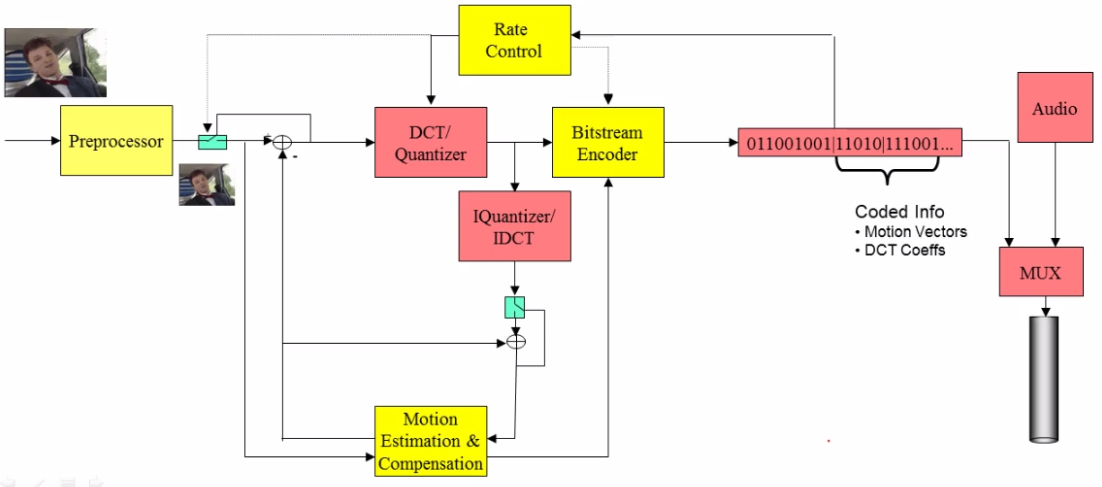 Rate
Control
Preprocessor
DCT/
Quantizer
Bitstream
Encoder
011001001|11010|111001...
Audio
+
-
IQuantizer/
IDCT
Coded Info
• Motion Vectors
• DCT Coeffs
MUX
Motion
Estimation &
Compensation